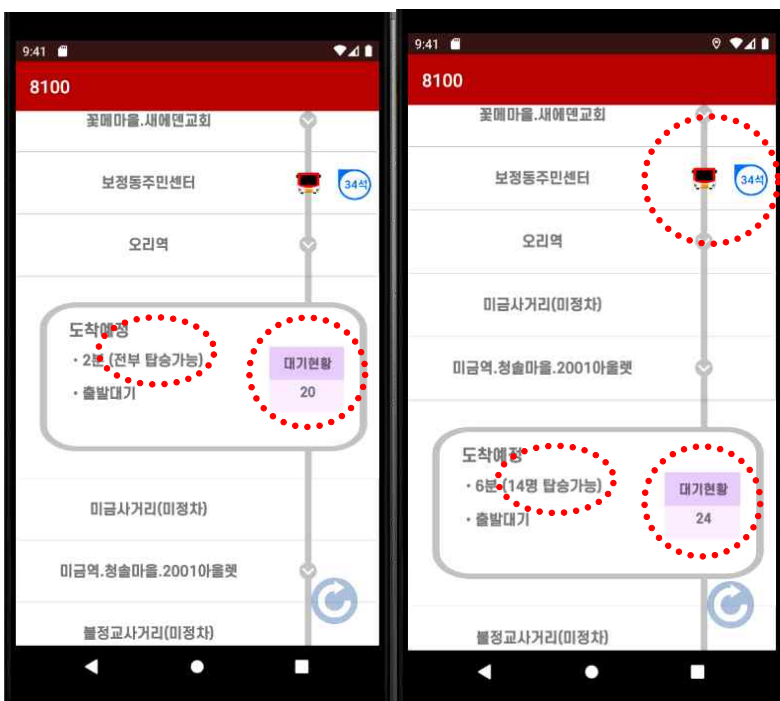 9:41
8100
꽃메마을.새에덴교회
보정동주민센터
34석
오리역
도착예정
· 2분 (전부 탑승가능)
· 출발대기
대기현황
20
미금사거리(미정차)
미금역.청솔마을.2001아울렛
불정교사거리(미정차)
9:41
8100
꽃메마을.새에덴교회
보정동주민센터
34석
오리역
미금사거리(미정차)
미금역.청솔마을.2001아울렛
도착예정
· 6분 (14명 탑승가능)
· 출발대기
대기현황
24
불정교사거리(미정차)